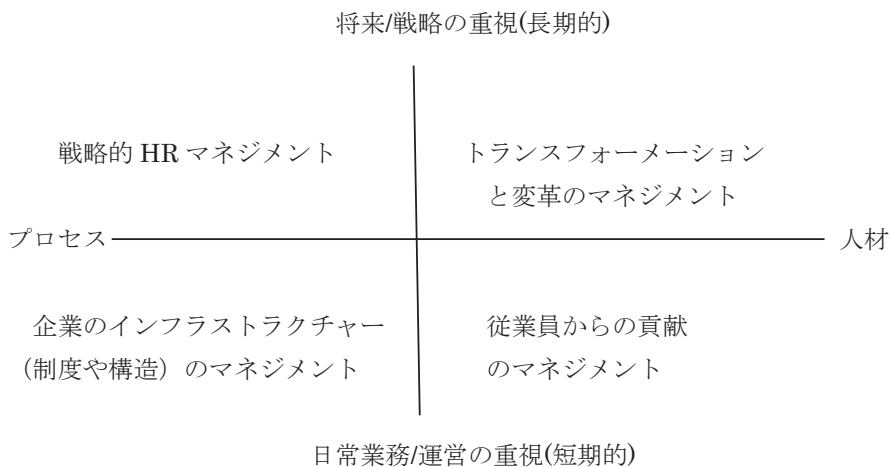 将来/戦略の重視(長期的)
戦略的 HR マネジメント
トランスフォーメーション
と変革のマネジメント
プロセス
人材
企業のインフラストラクチャー
（制度や構造）のマネジメント
従業員からの貢献
のマネジメント
日常業務/運営の重視(短期的)